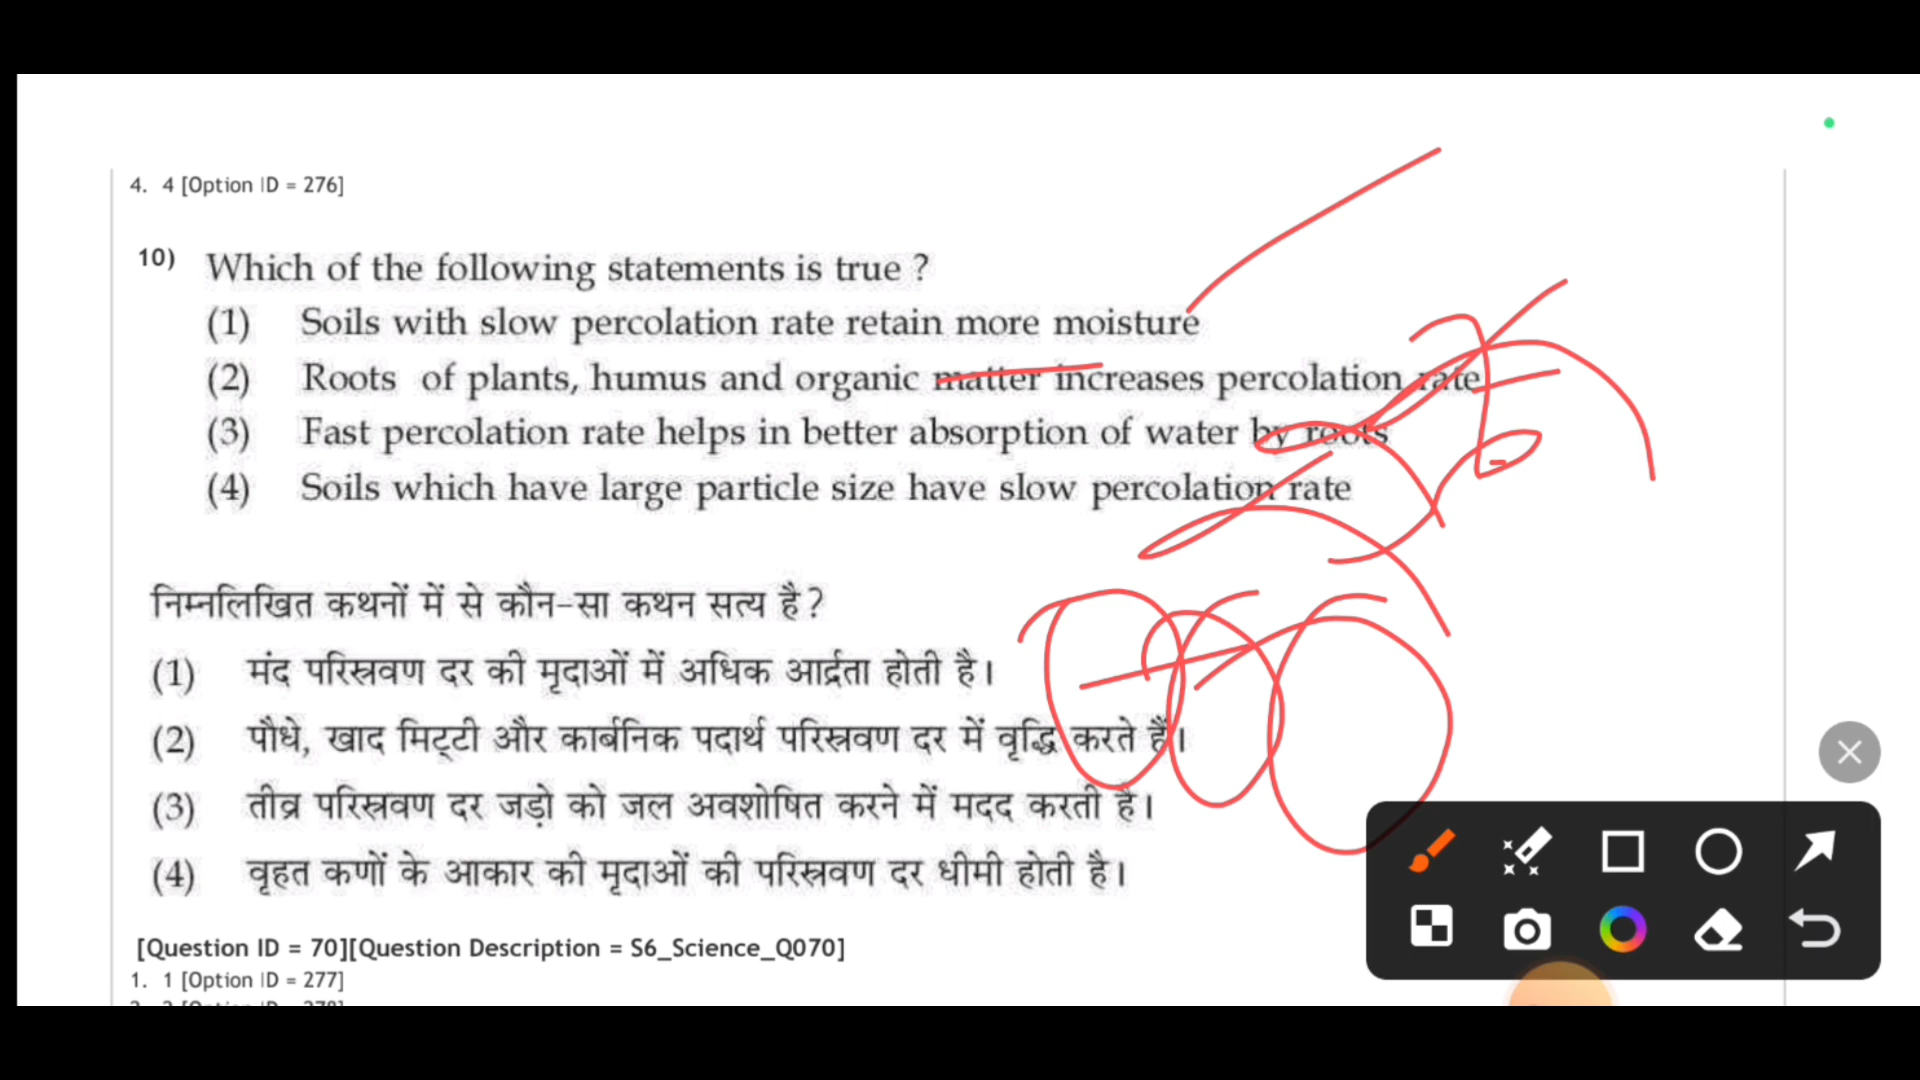 4. 4 [Option ID = 276]
10) Which of the following statements is true ?
(1) Soils with slow percolation rate retain more moisture
(2) Roots of plants, humus and organic matter increases percolation rate
(3) Fast percolation rate helps in better absorption of water by roots
(4) Soils which have large particle size have slow percolation rate
निम्नलिखित कथनों में से कौन-सा कथन सत्य है?
(1) मंद परिस्रवण दर की मृदाओं में अधिक आर्द्रता होती है।
(2) पौधे, खाद मिट्टी और कार्बनिक पदार्थ परिस्रवण दर में वृद्धि करते हैं।
(3) तीव्र परिस्रवण दर जड़ो को जल अवशोषित करने में मदद करती है।
(4) वृहत कणों के आकार की मृदाओं की परिस्रवण दर धीमी होती है।
[Question ID = 70][Question Description = S6_Science_Q070]
1. 1 [Option ID = 277]